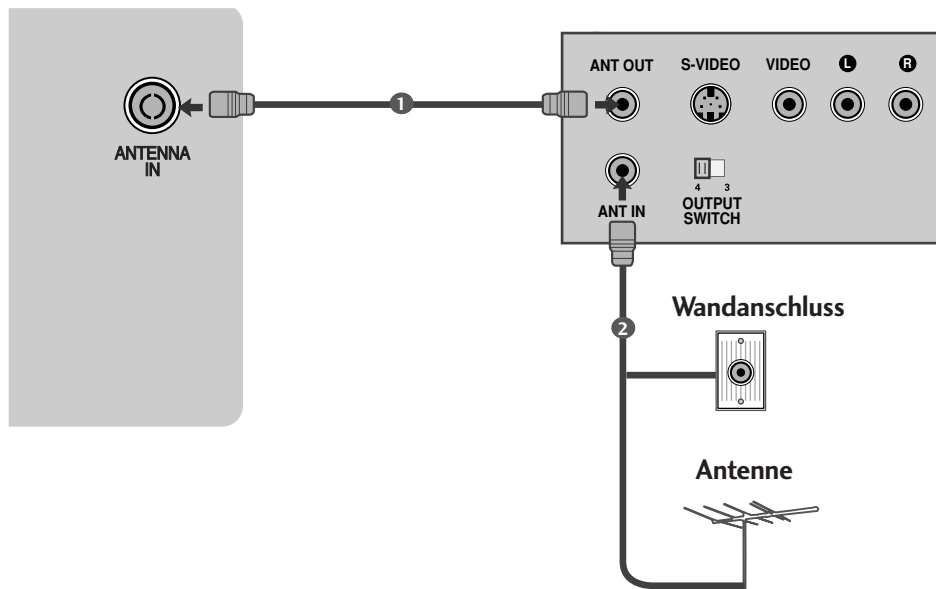 ANTENNA
IN
1
ANT OUT S-VIDEO VIDEO L R
4 3
ANT IN
OUTPUT
SWITCH
2
Wandanschluss
Antenne